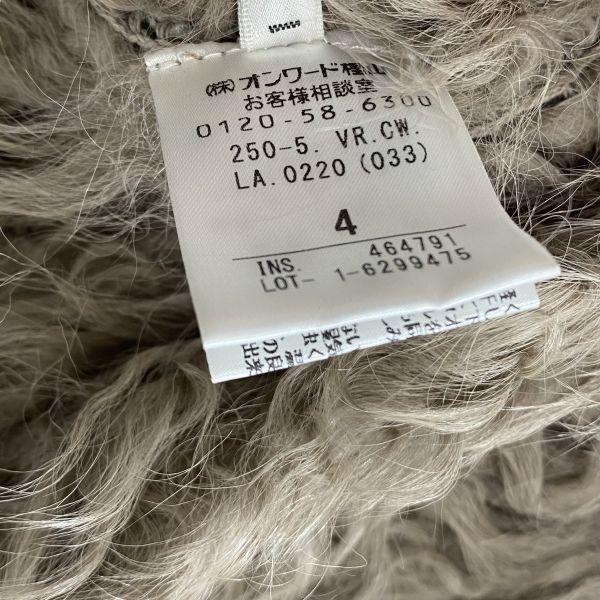 (株)オンワード樫山
お客様相談室
0120-58-6300
250-5. VR.CW.
LA.0220 (033)
4
INS. 464791
LOT- 1-6299475